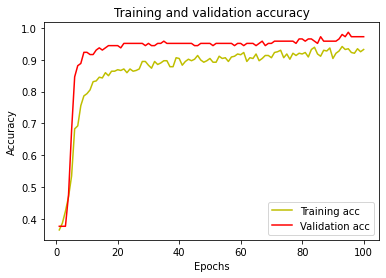 Training and validation accuracy
1.0
0.9
0.8
0.7
0.6
0.5
0.4
Accuracy
0
20
40
60
80
100
Epochs
Training acc
Validation acc